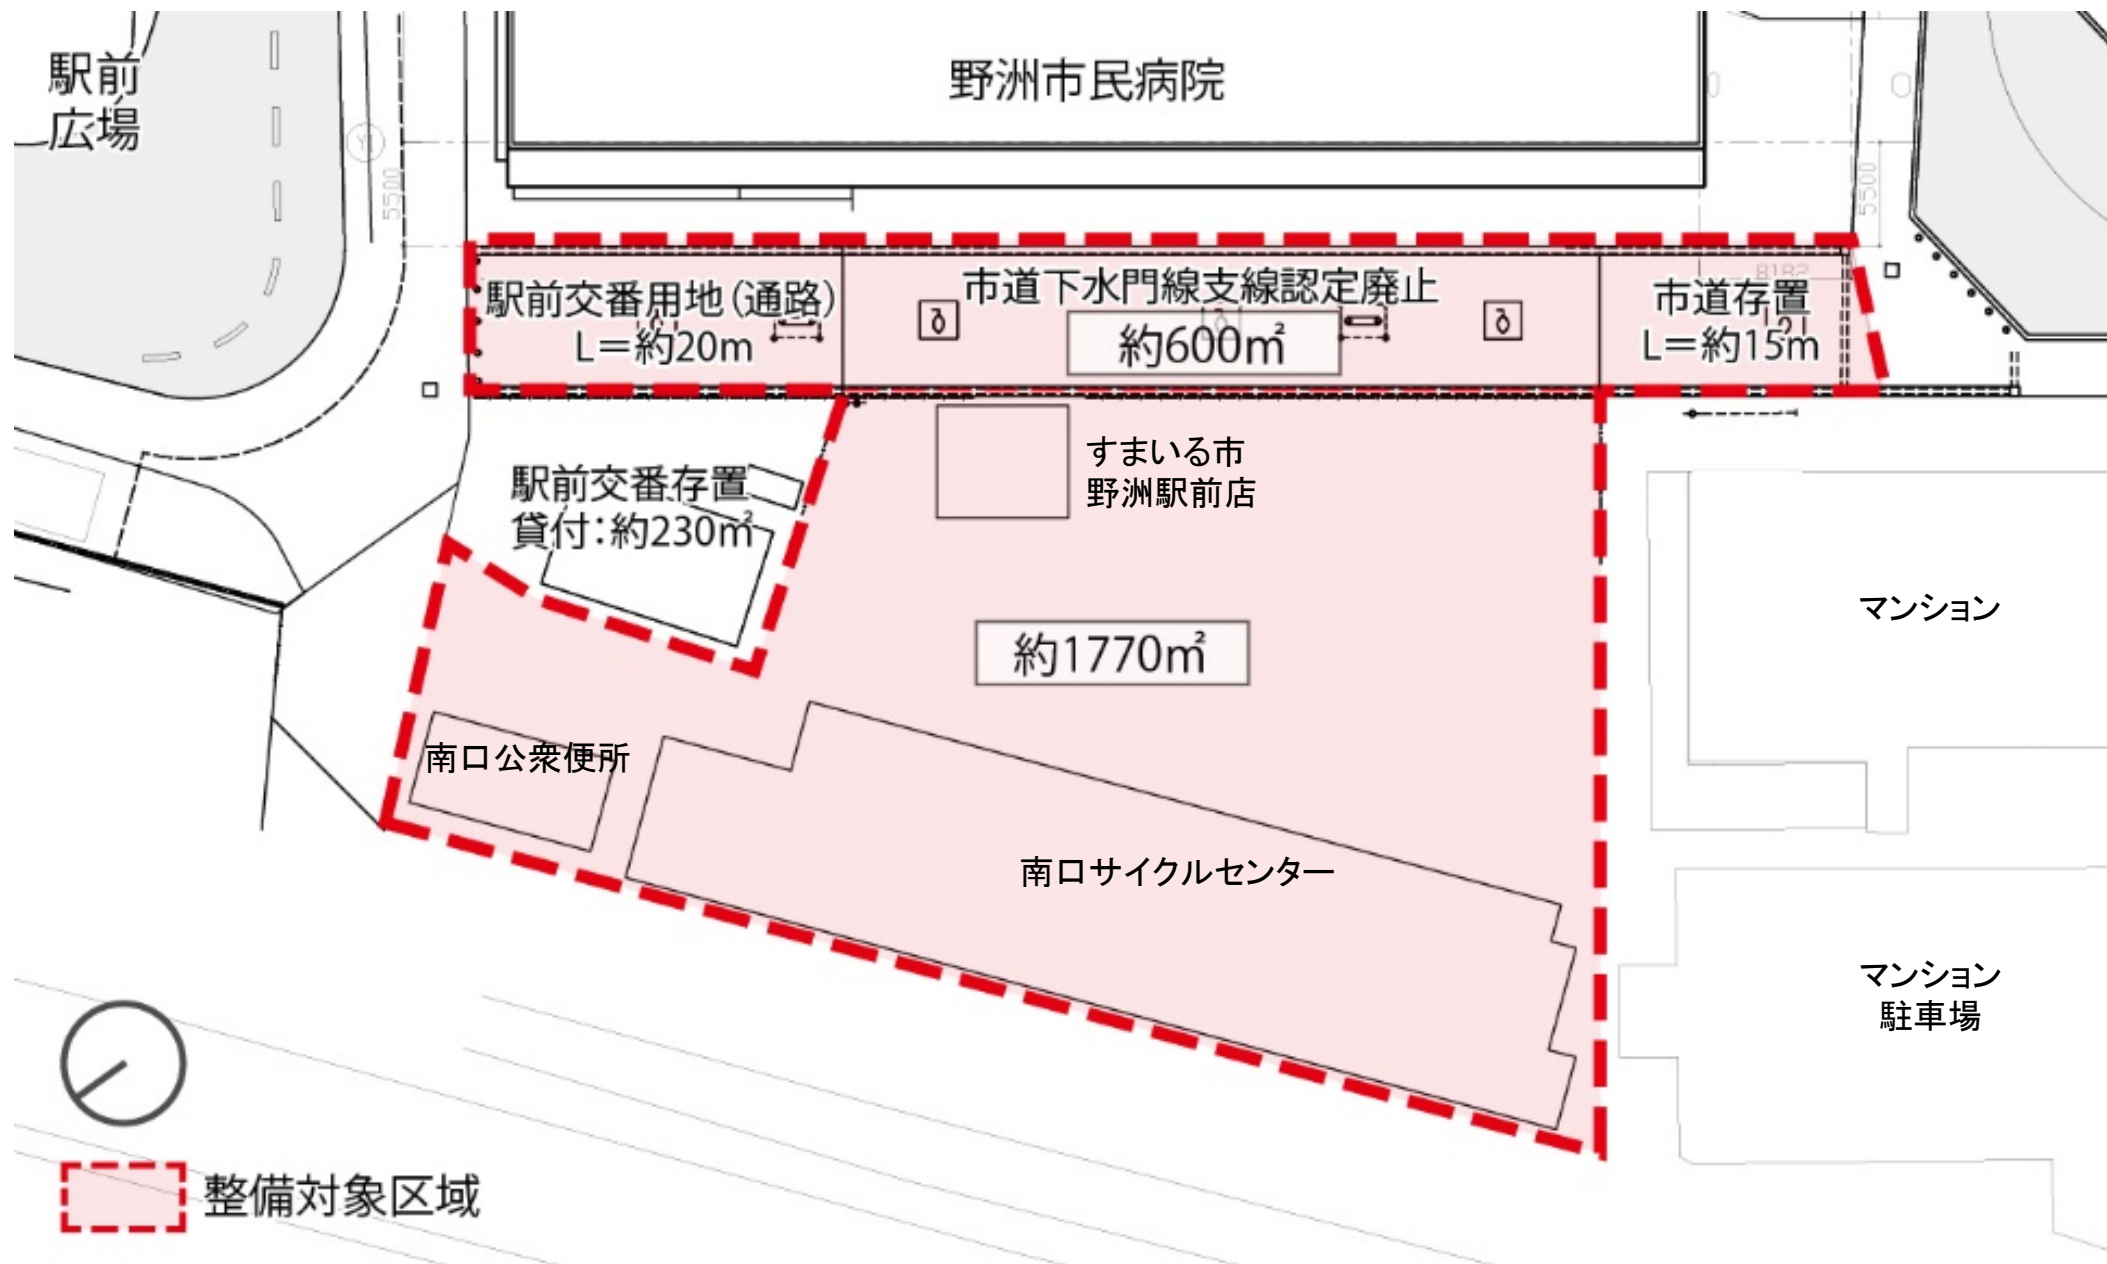 駅前
広場
野洲市民病院
5500
5500
駅前交番用地（通路）
L＝約20m
市道下水門線支線認定廃止
約600㎡
8182
市道存置
L＝約15m
すまいる市
野洲駅前店
駅前交番存置
貸付：約230㎡
マンション
約1770㎡
南口公衆便所
南口サイクルセンター
マンション
駐車場
整備対象区域